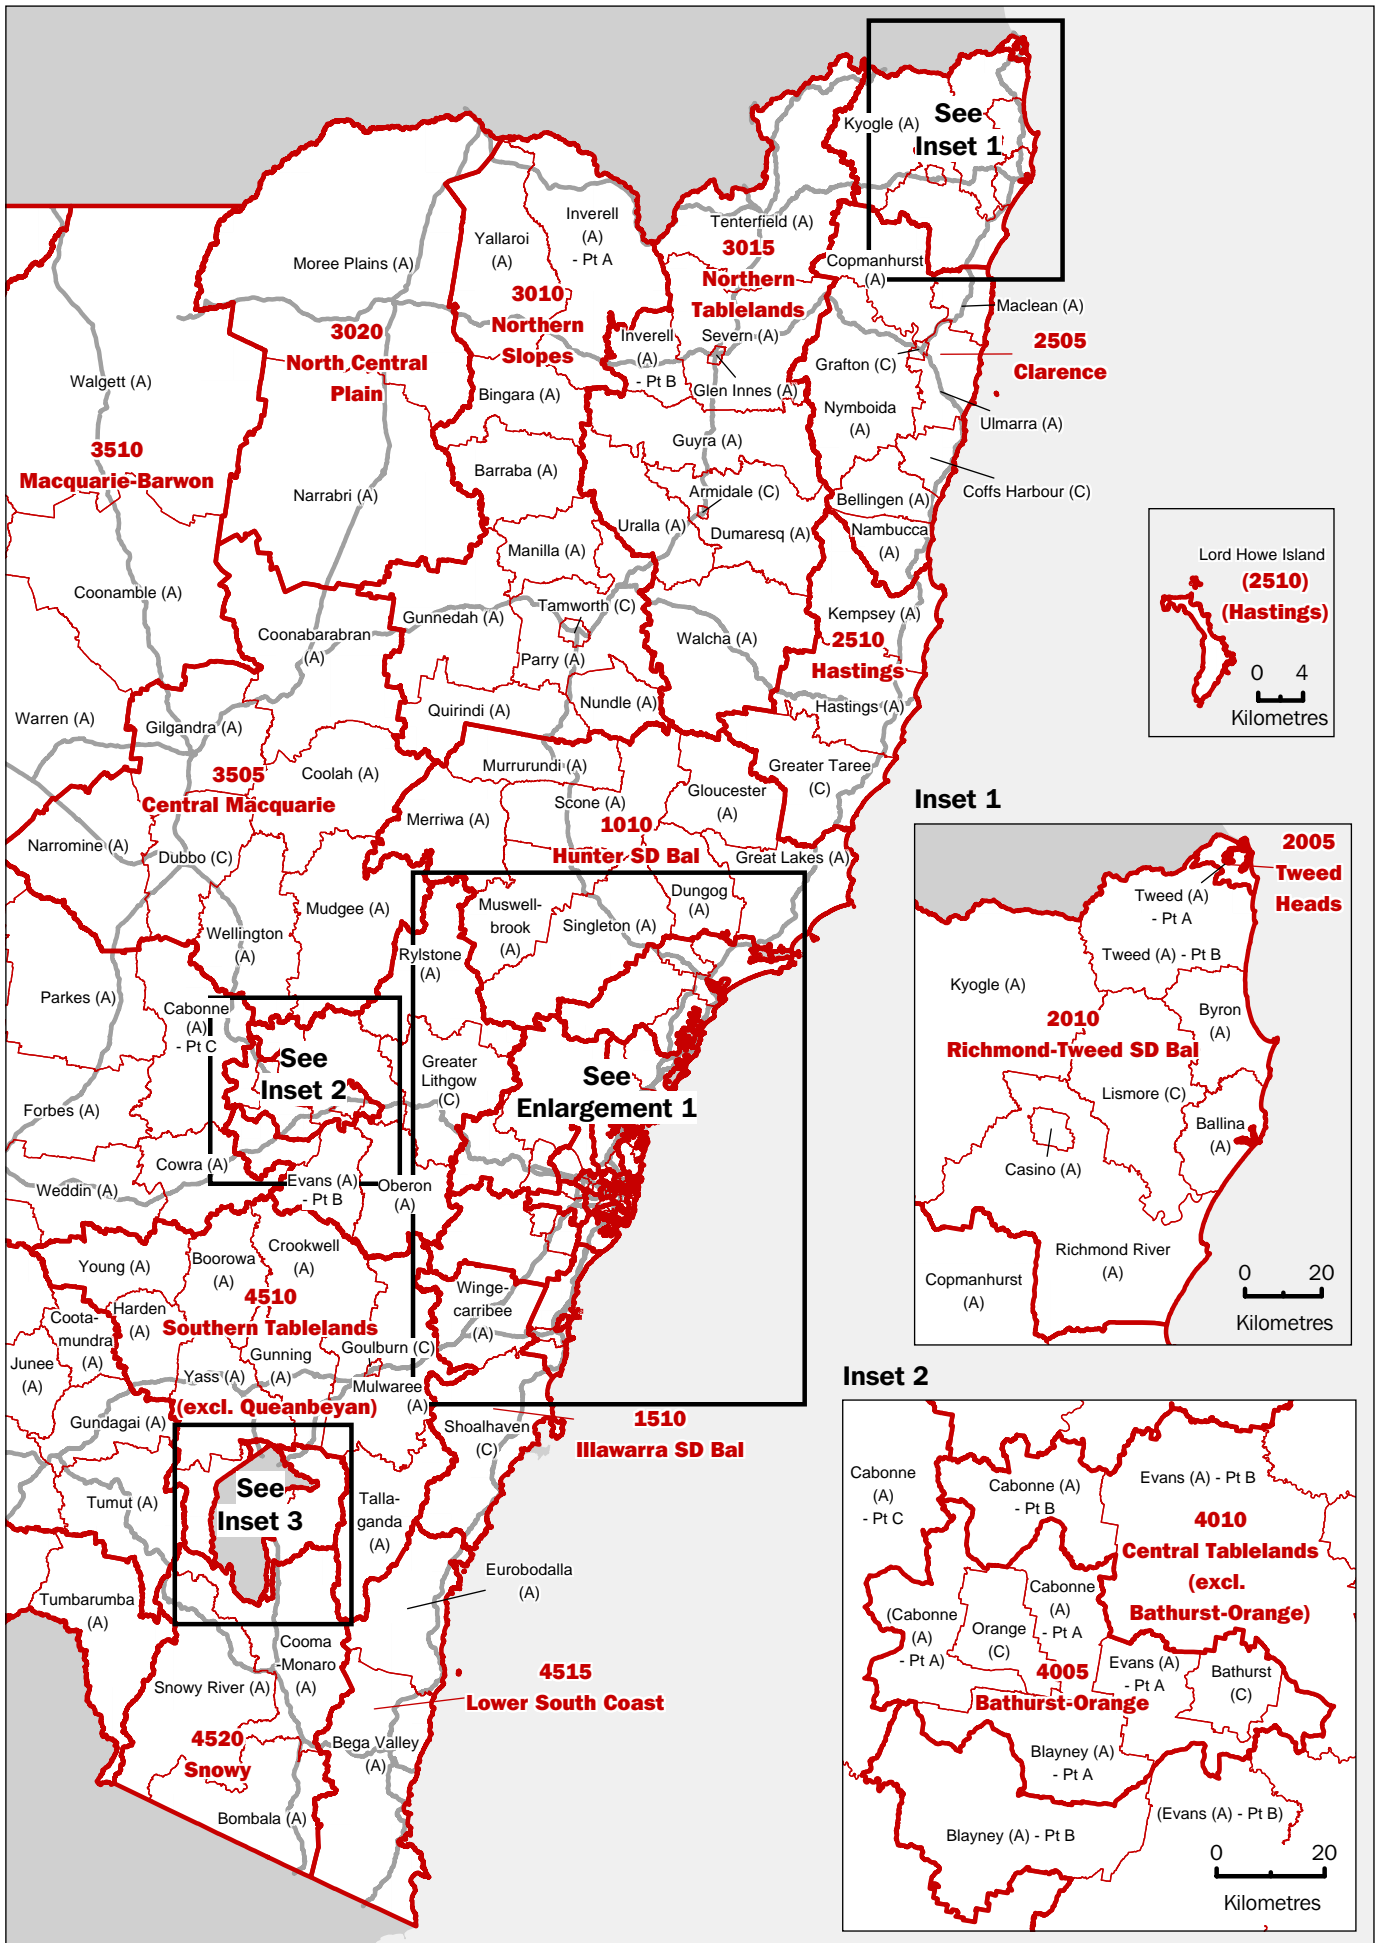 See
Inset 1
Kyogle (A)
Tenterfield (A)
3015
Northern
Tablelands
Inverell
(A)
- Pt A
Yallaroi
(A)
Moree Plains (A)
3010
Northern
Slopes
Copmanhurst
(A)
Maclean (A)
3020
North Central
Plain
Inverell
(A)
- Pt B
Severn (A)
Grafton (C)
2505
Clarence
Walgett (A)
Bingara (A)
Glen Innes (A)
Nymboida
(A)
Ulmarra (A)
Guyra (A)
3510
Macquarie-Barwon
Barraba (A)
Narrabri (A)
Armidale (C)
Bellingen (A)
Coffs Harbour (C)
Uralla (A)
Dumaresq (A)
Nambucca
(A)
Manilla (A)
Coonamble (A)
Gunnedah (A)
Tamworth (C)
Kempsey (A)
Coonabarabran
(A)
Walcha (A)
2510
Hastings
Parry (A)
Quirindi (A)
Nundle (A)
Hastings (A)
Warren (A)
Gilgandra (A)
Murrurundi (A)
Greater Taree
(C)
3505
Central Macquarie
Coolah (A)
Scone (A)
Gloucester
(A)
Merriwa (A)
1010
Hunter SD Bal
Narromine (A)
Dubbo (C)
Great Lakes (A)
Mudgee (A)
Muswell-
brook
(A)
Dungog
(A)
Singleton (A)
Wellington
(A)
Rylstone
(A)
Parkes (A)
Cabonne
(A)
- Pt C
See
Inset 2
Greater
Lithgow
(C)
See
Enlargement 1
Forbes (A)
Cowra (A)
Weddin (A)
Evans (A)
- Pt B
Oberon
(A)
Young (A)
Boorowa
(A)
Crookwell
(A)
4510
Southern Tablelands
Harden
(A)
Coota-
mundra
(A)
Winge-
carribee
(A)
Junee
(A)
Gunning
(A)
Goulburn (C)
Yass (A)
Mulwaree
(A)
(excl. Queanbeyan)
Gundagai (A)
Shoalhaven
(C)
1510
Illawarra SD Bal
See
Inset 3
Tumut (A)
Talla-
ganda
(A)
Eurobodalla
(A)
Tumbarumba
(A)
Cooma
-Monaro
(A)
Snowy River (A)
4515
Lower South Coast
4520
Snowy
Bega Valley
(A)
Bombala (A)
Lord Howe Island
(2510)
(Hastings)
0 4
Kilometres
Inset 1
2005
Tweed
Heads
Tweed (A)
- Pt A
Tweed (A) - Pt B
Kyogle (A)
Byron
(A)
2010
Richmond-Tweed SD Bal
Lismore (C)
Ballina
(A)
Casino (A)
Richmond River
(A)
Copmanhurst
(A)
0 20
Kilometres
Inset 2
Cabonne
(A)
- Pt C
Cabonne (A)
- Pt B
Evans (A) - Pt B
4010
Central Tablelands
(excl.
Bathurst-Orange)
Cabonne
(A)
- Pt A
(Cabonne
(A)
- Pt A)
Orange
(C)
Evans (A)
- Pt A
Bathurst
(C)
4005
Bathurst-Orange
Blayney (A)
- Pt A
(Evans (A) - Pt B)
Blayney (A) - Pt B
0 20
Kilometres